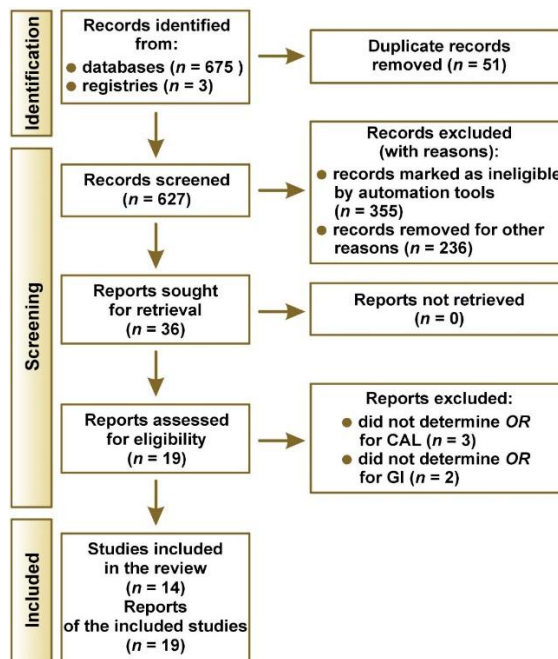 Identification
Records identified
from:
● databases (n = 675 )
● registries (n = 3)
Duplicate records
removed (n = 51)
Screening
Records screened
(n = 627)
Records excluded
(with reasons):
● records marked as ineligible
by automation tools
(n = 355)
● records removed for other
reasons (n = 236)
Reports sought
for retrieval
(n = 36)
Reports not retrieved
(n = 0)
Reports assessed
for eligibility
(n = 19)
Reports excluded:
● did not determine OR
for CAL (n = 3)
● did not determine OR
for GI (n = 2)
Included
Studies included
in the review
(n = 14)
Reports
of the included studies
(n = 19)